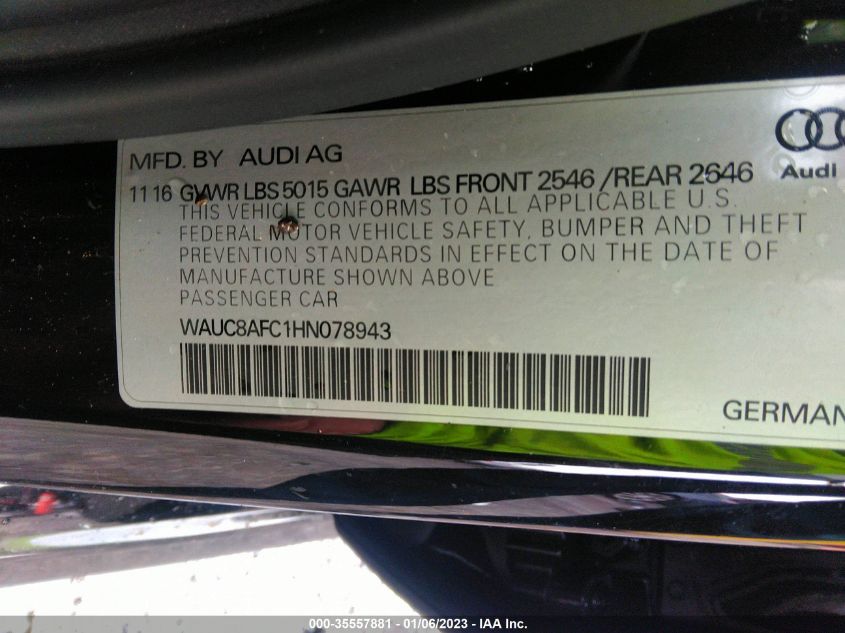 MFD. BY AUDI AG
Audi
11 16 GVWR LBS 5015 GAWR LBS FRONT 2546 /REAR 2646
THIS VEHICLE CONFORMS TO ALL APPLICABLE U.S.
FEDERAL MOTOR VEHICLE SAFETY, BUMPER AND THEFT
PREVENTION STANDARDS IN EFFECT ON THE DATE OF
MANUFACTURE SHOWN ABOVE
PASSENGER CAR
WAUC8AFC1HN078943
GERMAN
000-35557881 - 01/06/2023 - IAA Inc.